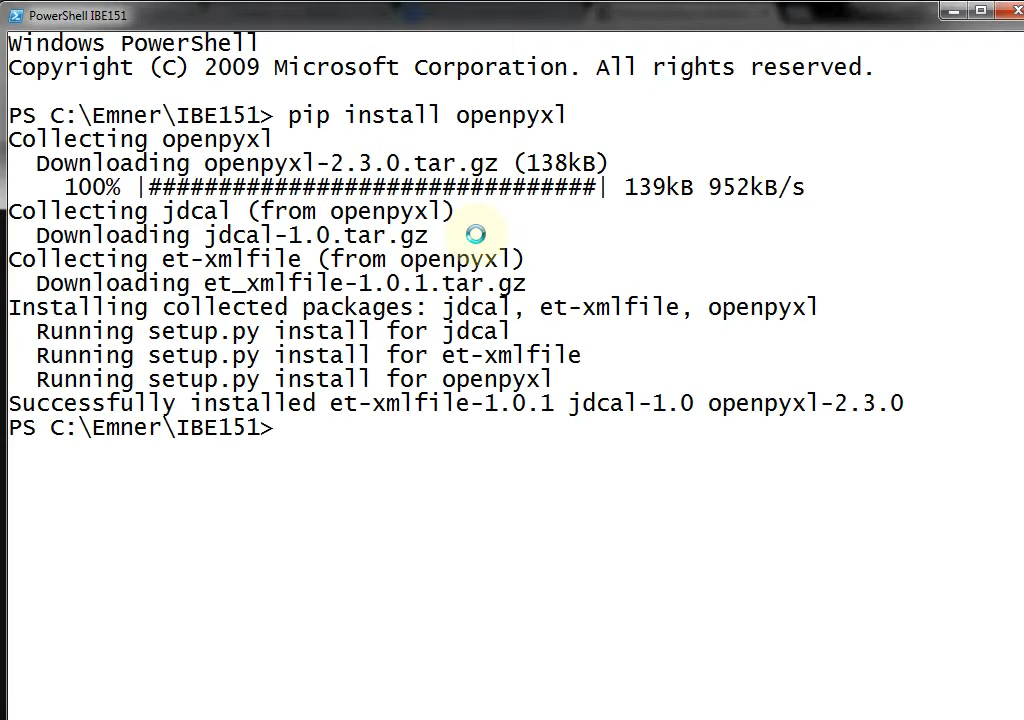 PowerShell IBE151
Windows PowerShell
Copyright (C) 2009 Microsoft Corporation. All rights reserved.
PS C:\Emner\IBE151> pip install openpyxl
Collecting openpyxl
  Downloading openpyxl-2.3.0.tar.gz (138kB)
    100% |################################| 139kB 952kB/s
Collecting jdcal (from openpyxl)
  Downloading jdcal-1.0.tar.gz
Collecting et-xmlfile (from openpyxl)
  Downloading et_xmlfile-1.0.1.tar.gz
Installing collected packages: jdcal, et-xmlfile, openpyxl
  Running setup.py install for jdcal
  Running setup.py install for et-xmlfile
  Running setup.py install for openpyxl
Successfully installed et-xmlfile-1.0.1 jdcal-1.0 openpyxl-2.3.0
PS C:\Emner\IBE151>